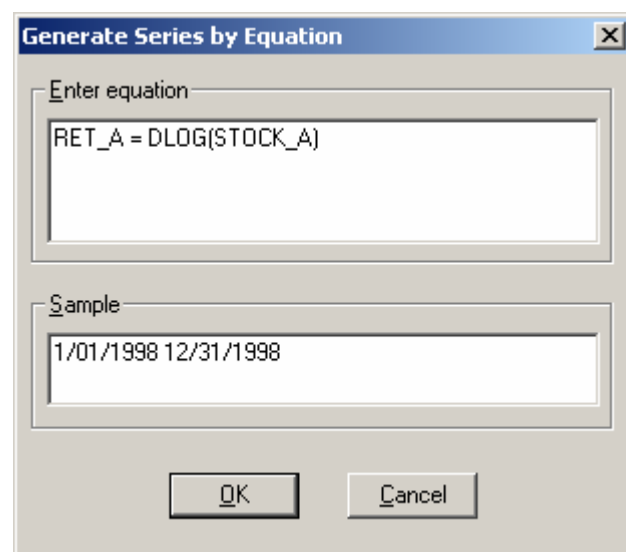 Generate Series by Equation
Enter equation
RET_A = DLOG(STOCK_A)
Sample
1/01/1998 12/31/1998
OK
Cancel